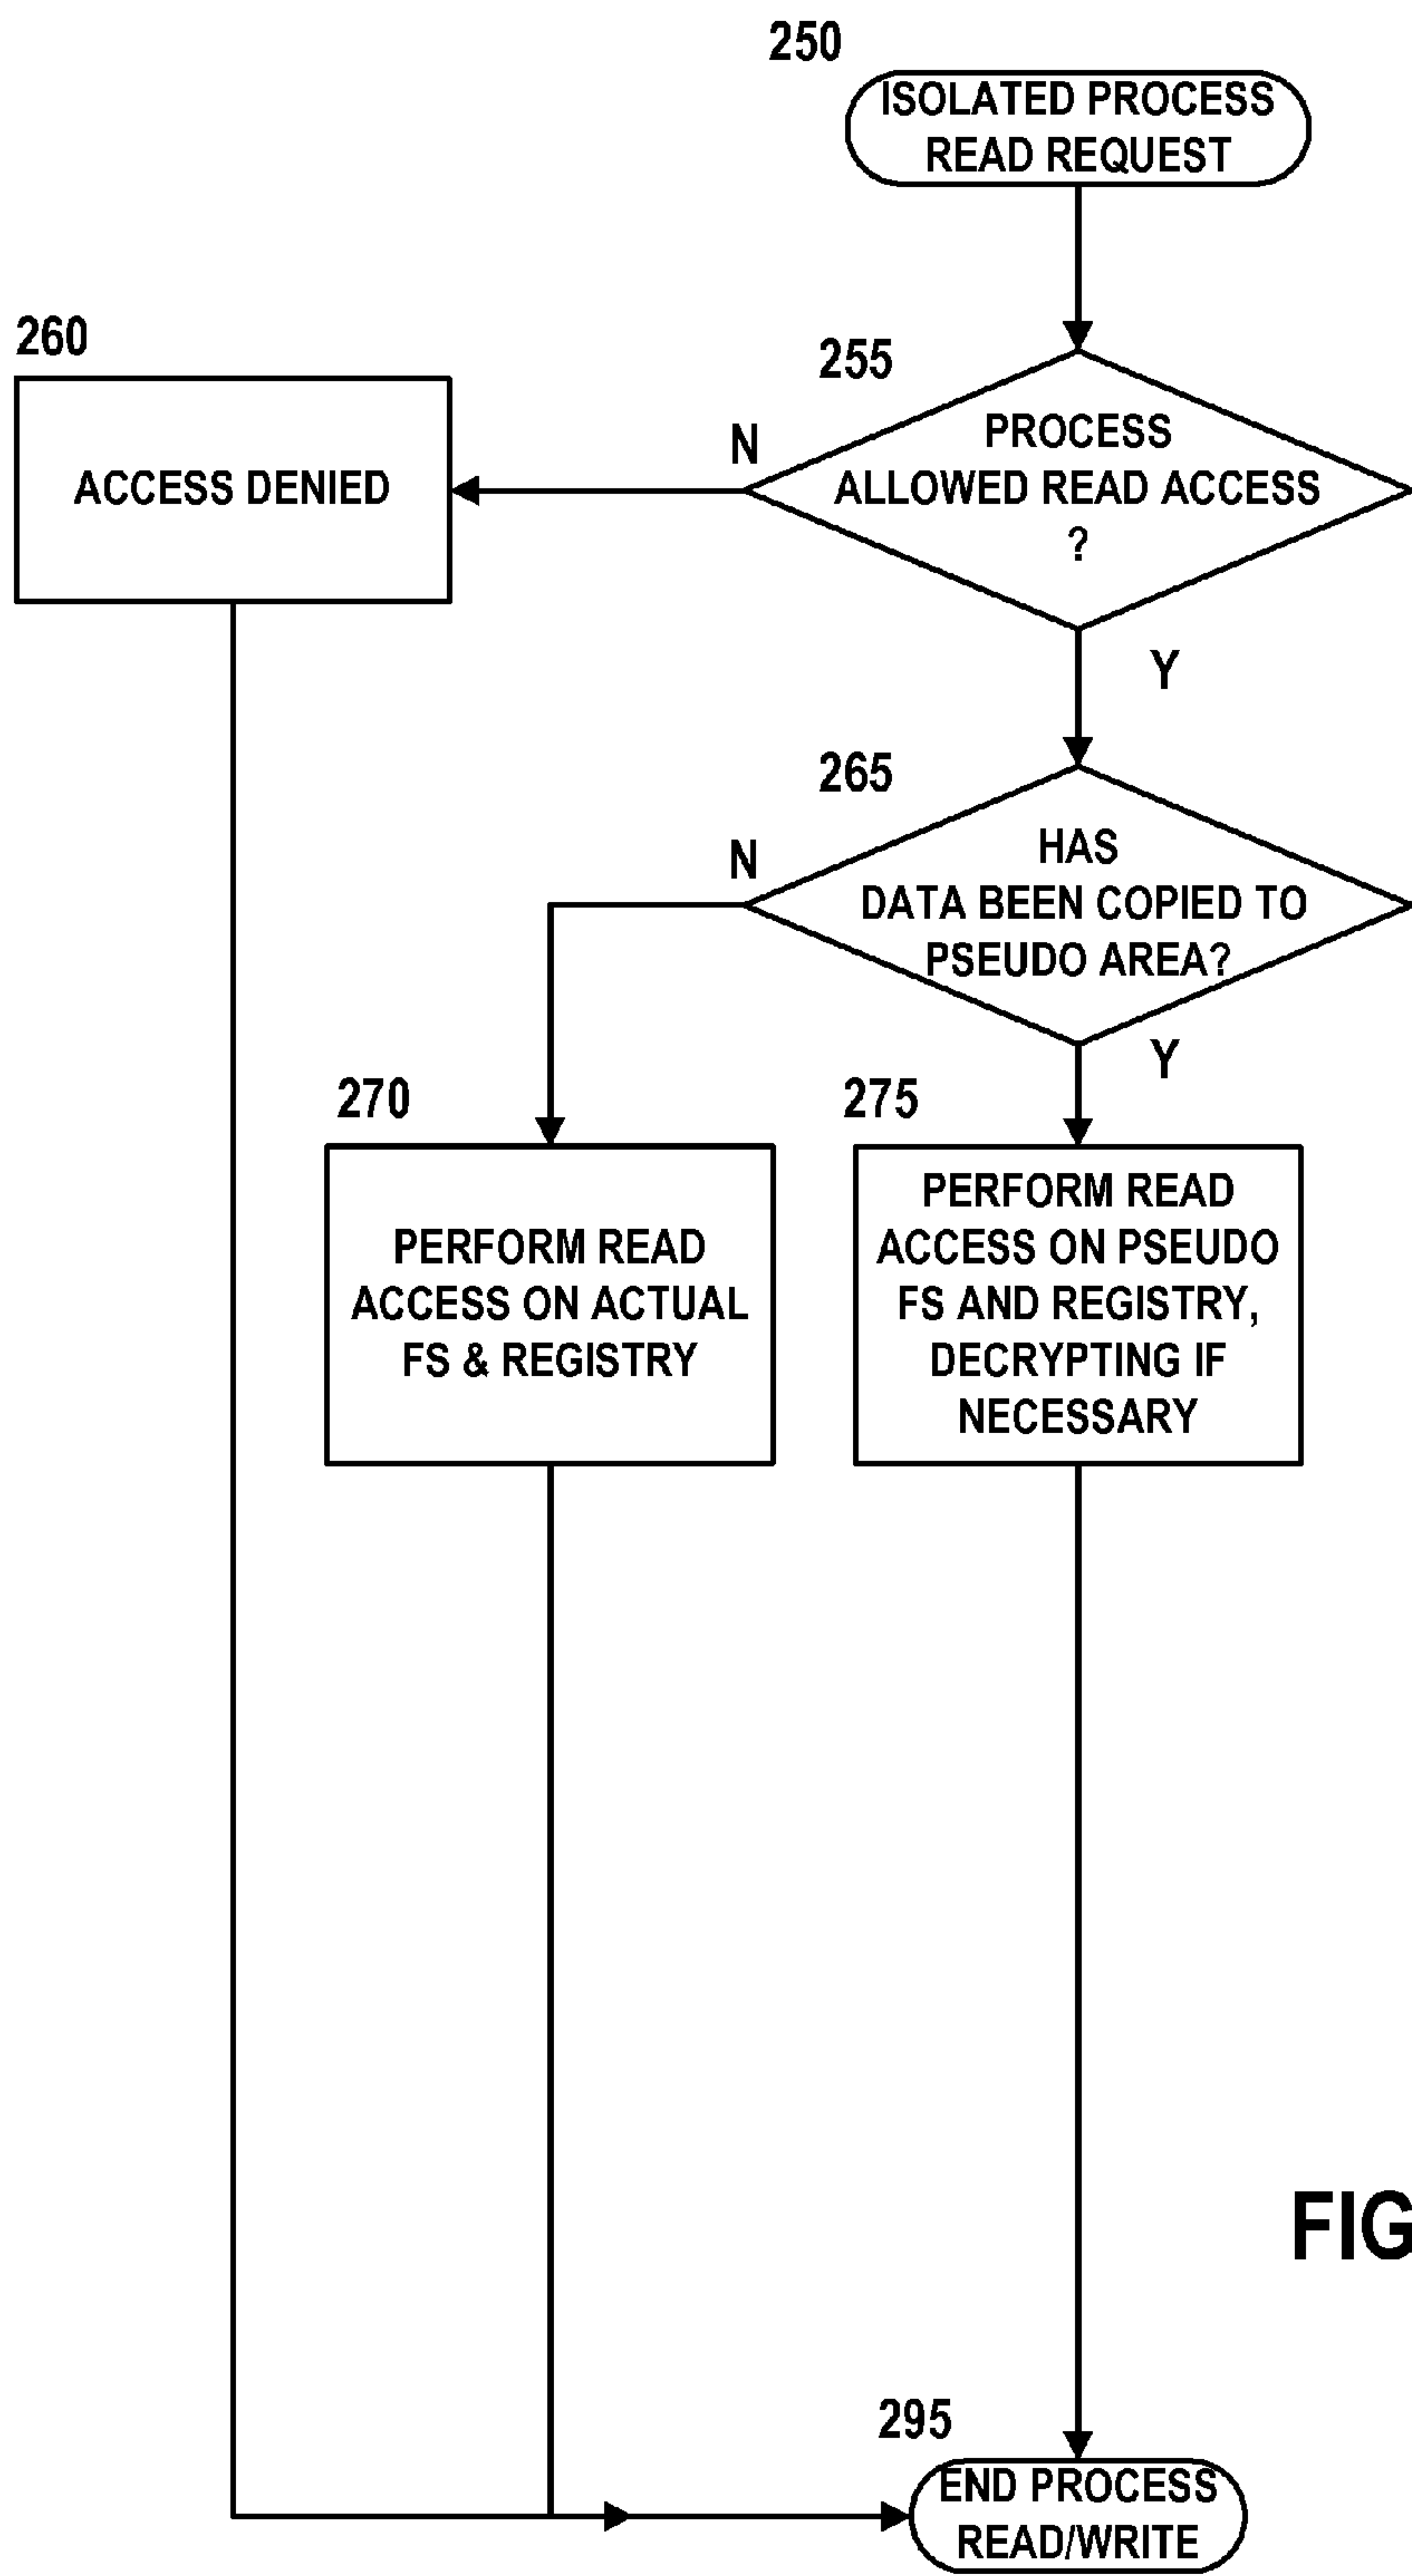 250
ISOLATED PROCESS
READ REQUEST
260
255
N
PROCESS
ALLOWED READ ACCESS
?
ACCESS DENIED
Y
265
N
HAS
DATA BEEN COPIED TO
PSEUDO AREA?
Y
270
275
PERFORM READ
ACCESS ON ACTUAL
FS & REGISTRY
PERFORM READ
ACCESS ON PSEUDO
FS AND REGISTRY,
DECRYPTING IF
NECESSARY
FIG
295
END PROCESS
READ/WRITE